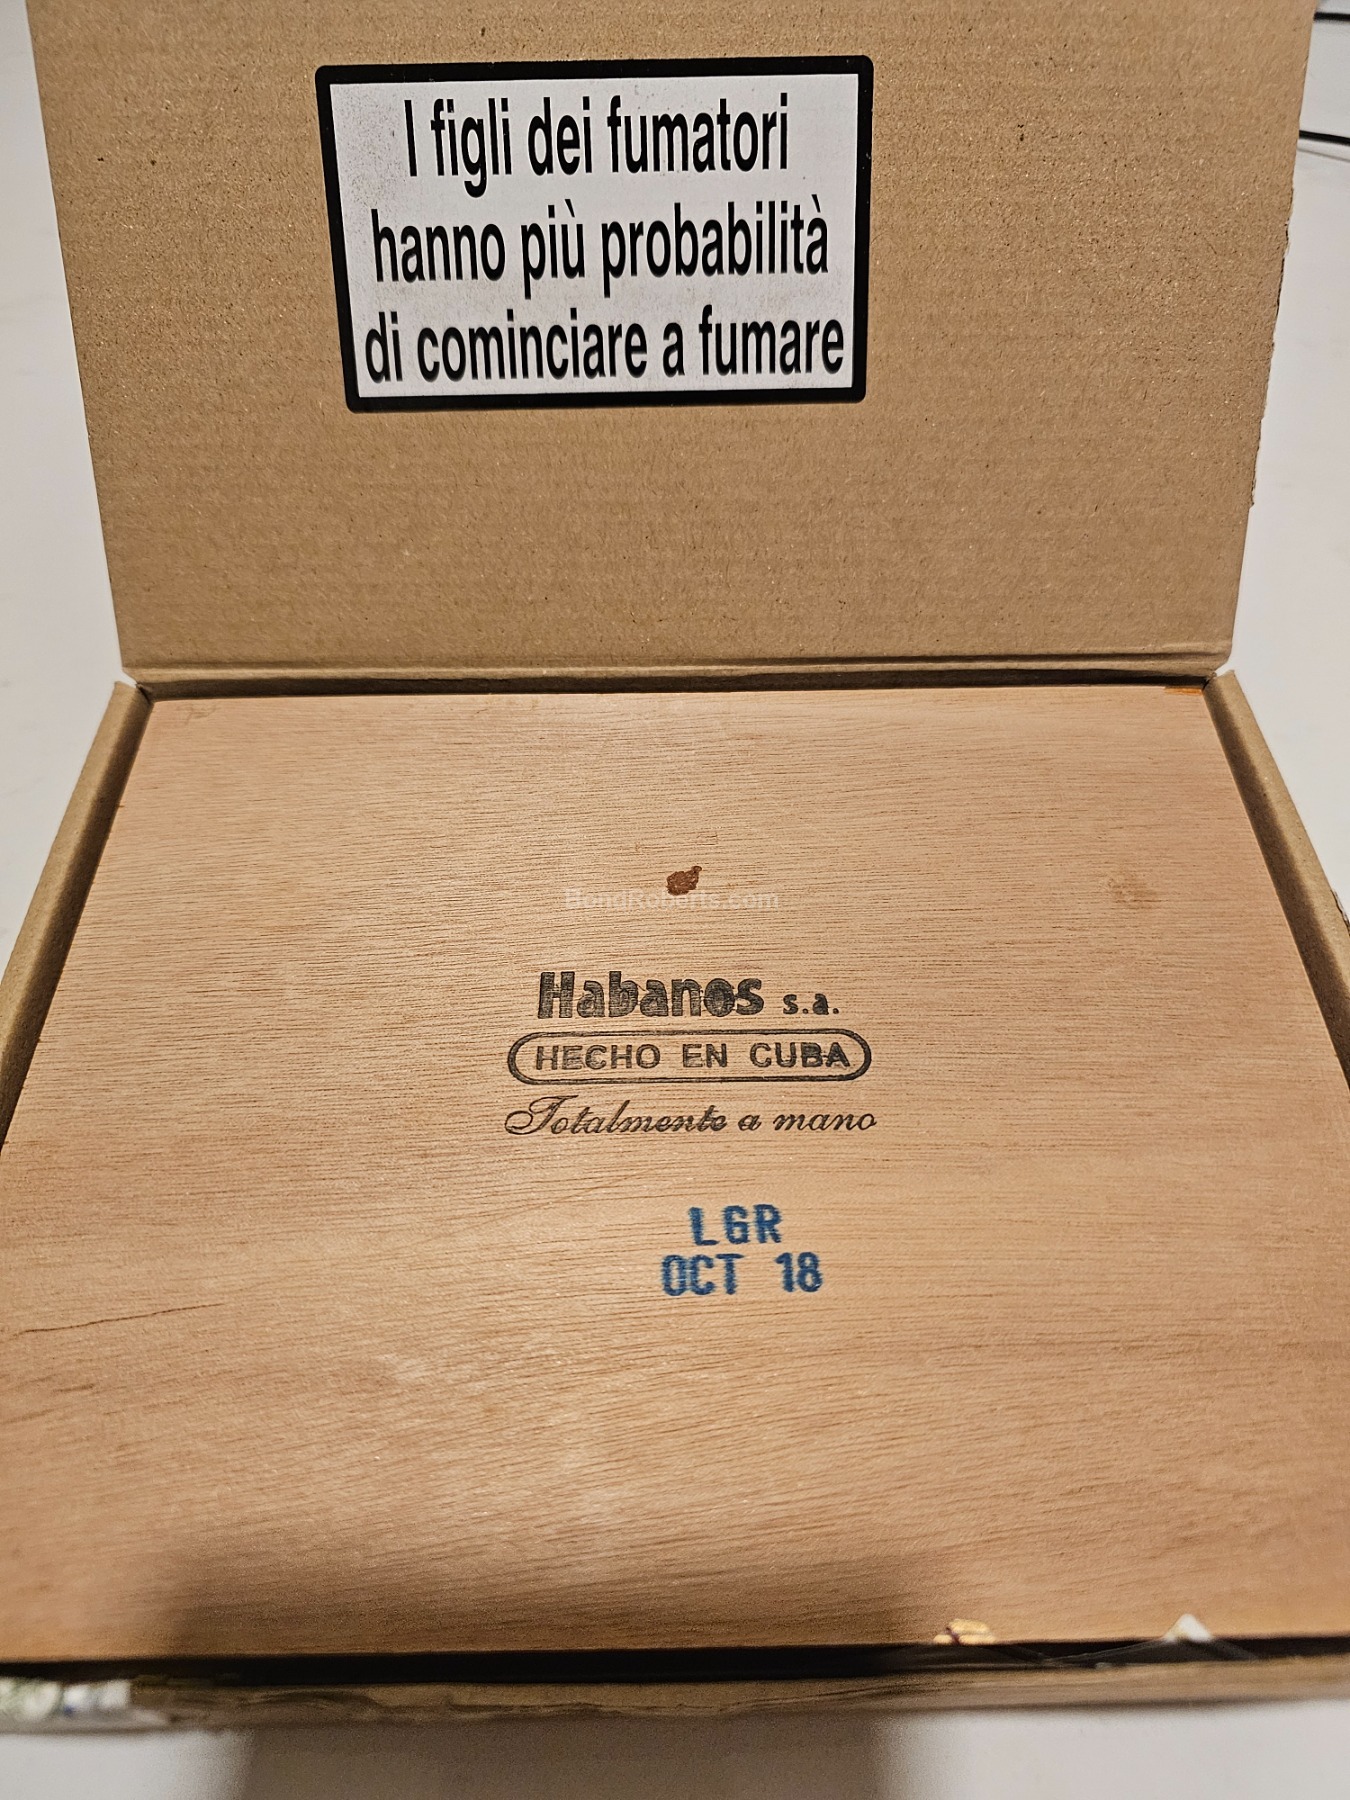 I figli dei fumatori
hanno più probabilità
di cominciare a fumare
BondRoberts.com
Habanos s.a.
HECHO EN CUBA
Totalmente a mano
LGR
OCT 18